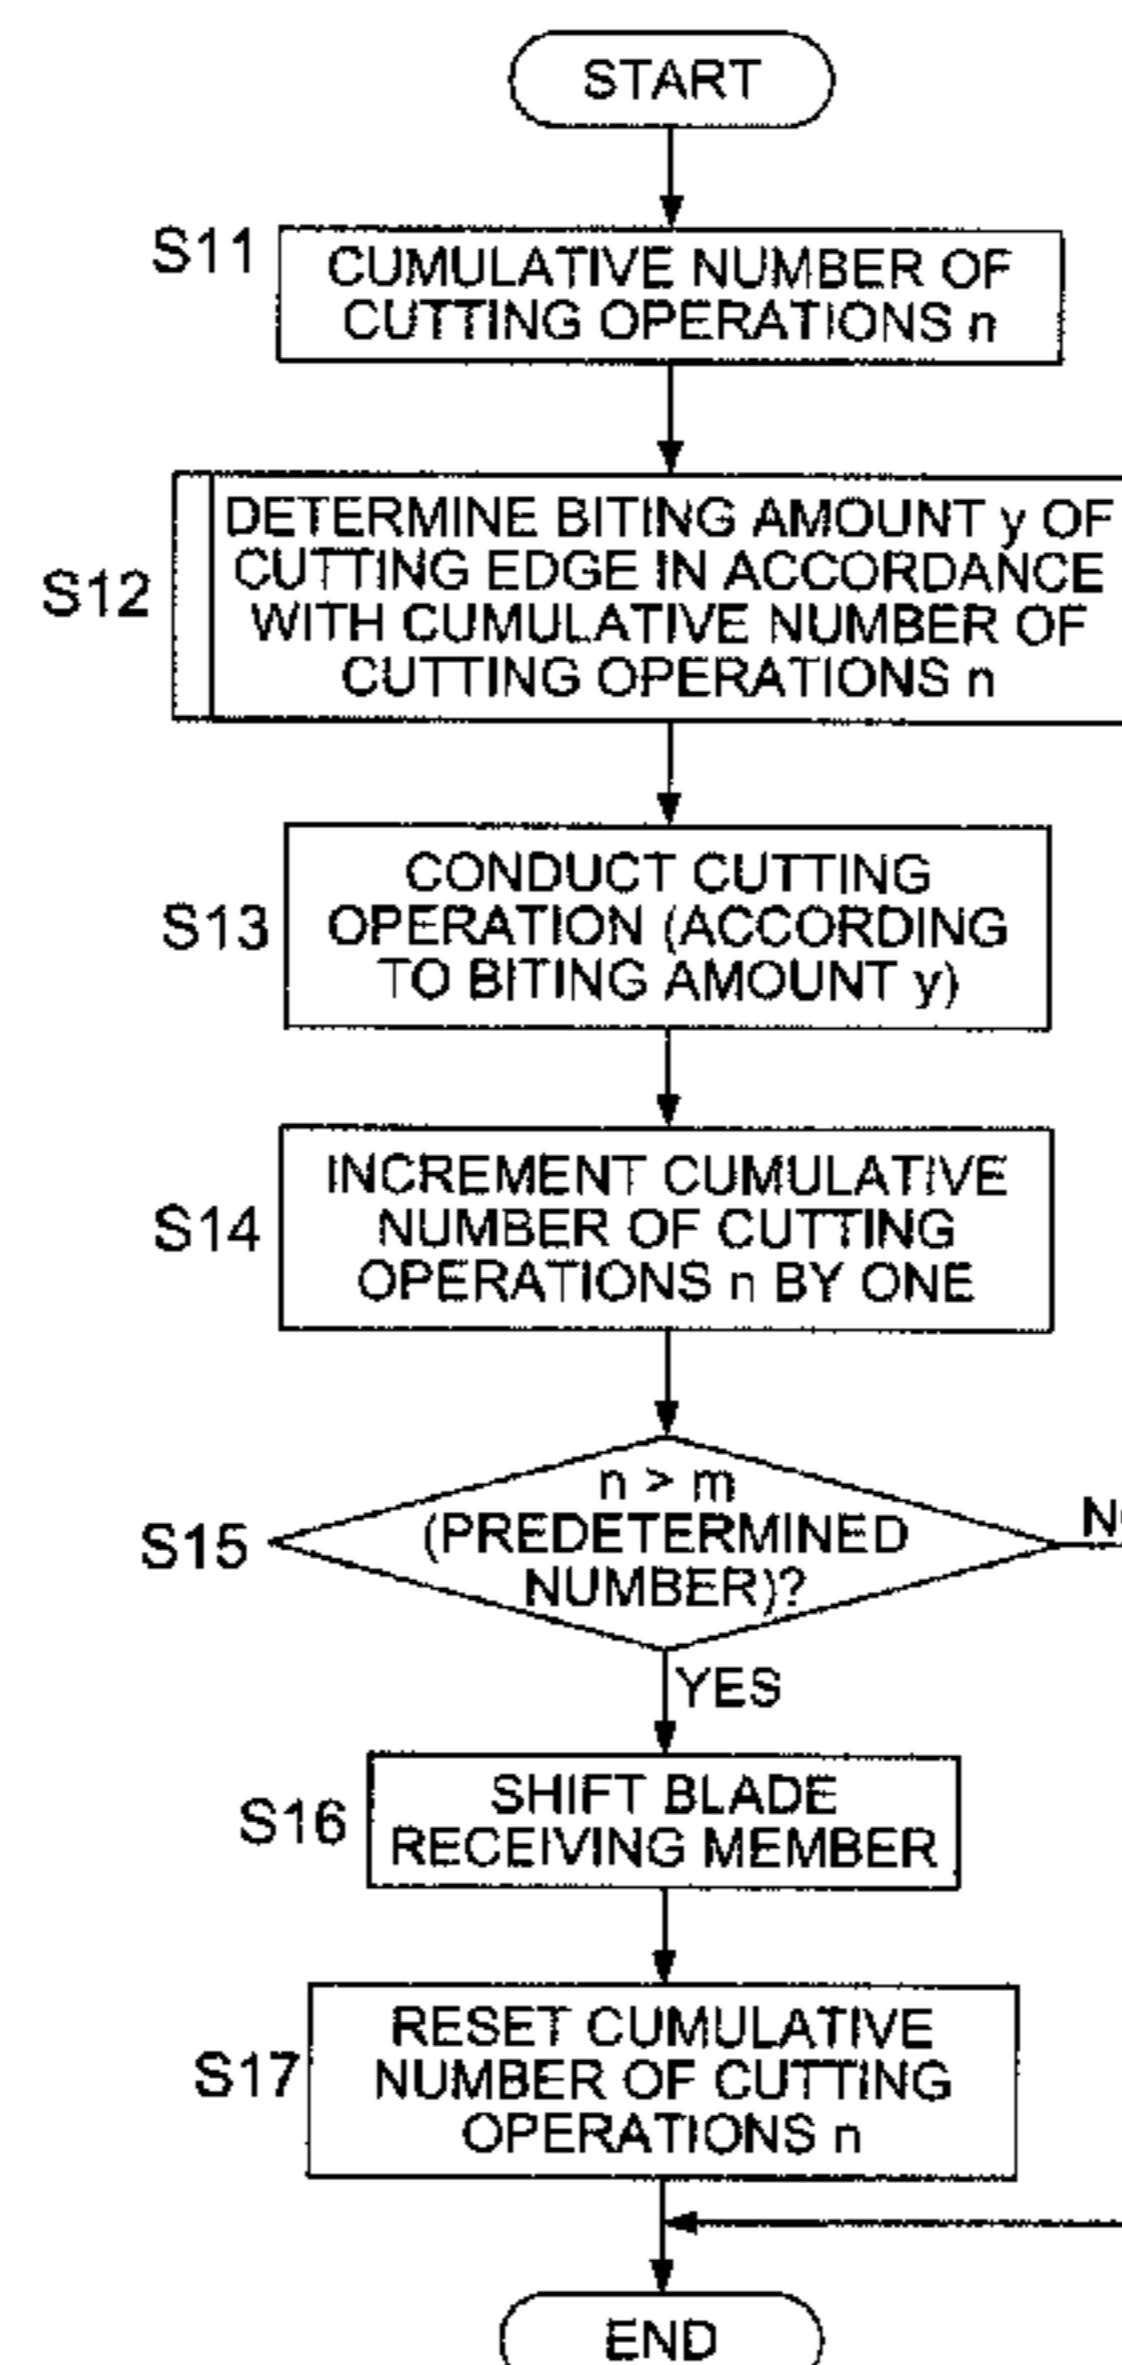 START
S11
CUMULATIVE NUMBER OF
CUTTING OPERATIONS n
S12
DETERMINE BITING AMOUNT y OF
CUTTING EDGE IN ACCORDANCE
WITH CUMULATIVE NUMBER OF
CUTTING OPERATIONS n
S13
CONDUCT CUTTING
OPERATION (ACCORDING
TO BITING AMOUNT y)
S14
INCREMENT CUMULATIVE
NUMBER OF CUTTING
OPERATIONS n BY ONE
S15
n > m
(PREDETERMINED
NUMBER)?
YES
S16
SHIFT BLADE
RECEIVING MEMBER
S17
RESET CUMULATIVE
NUMBER OF CUTTING
OPERATIONS n
END